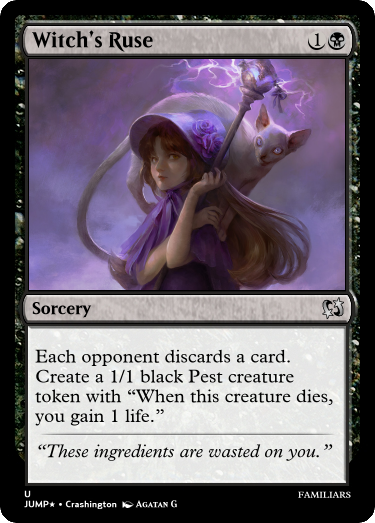 Witch's Ruse 1
Sorcery
Each opponent discards a card.
Create a 1/1 black Pest creature
token with “When this creature dies,
you gain 1 life.”
“These ingredients are wasted on you.”
U
JUMP★ • Crashington AGATAN G
FAMILIARS